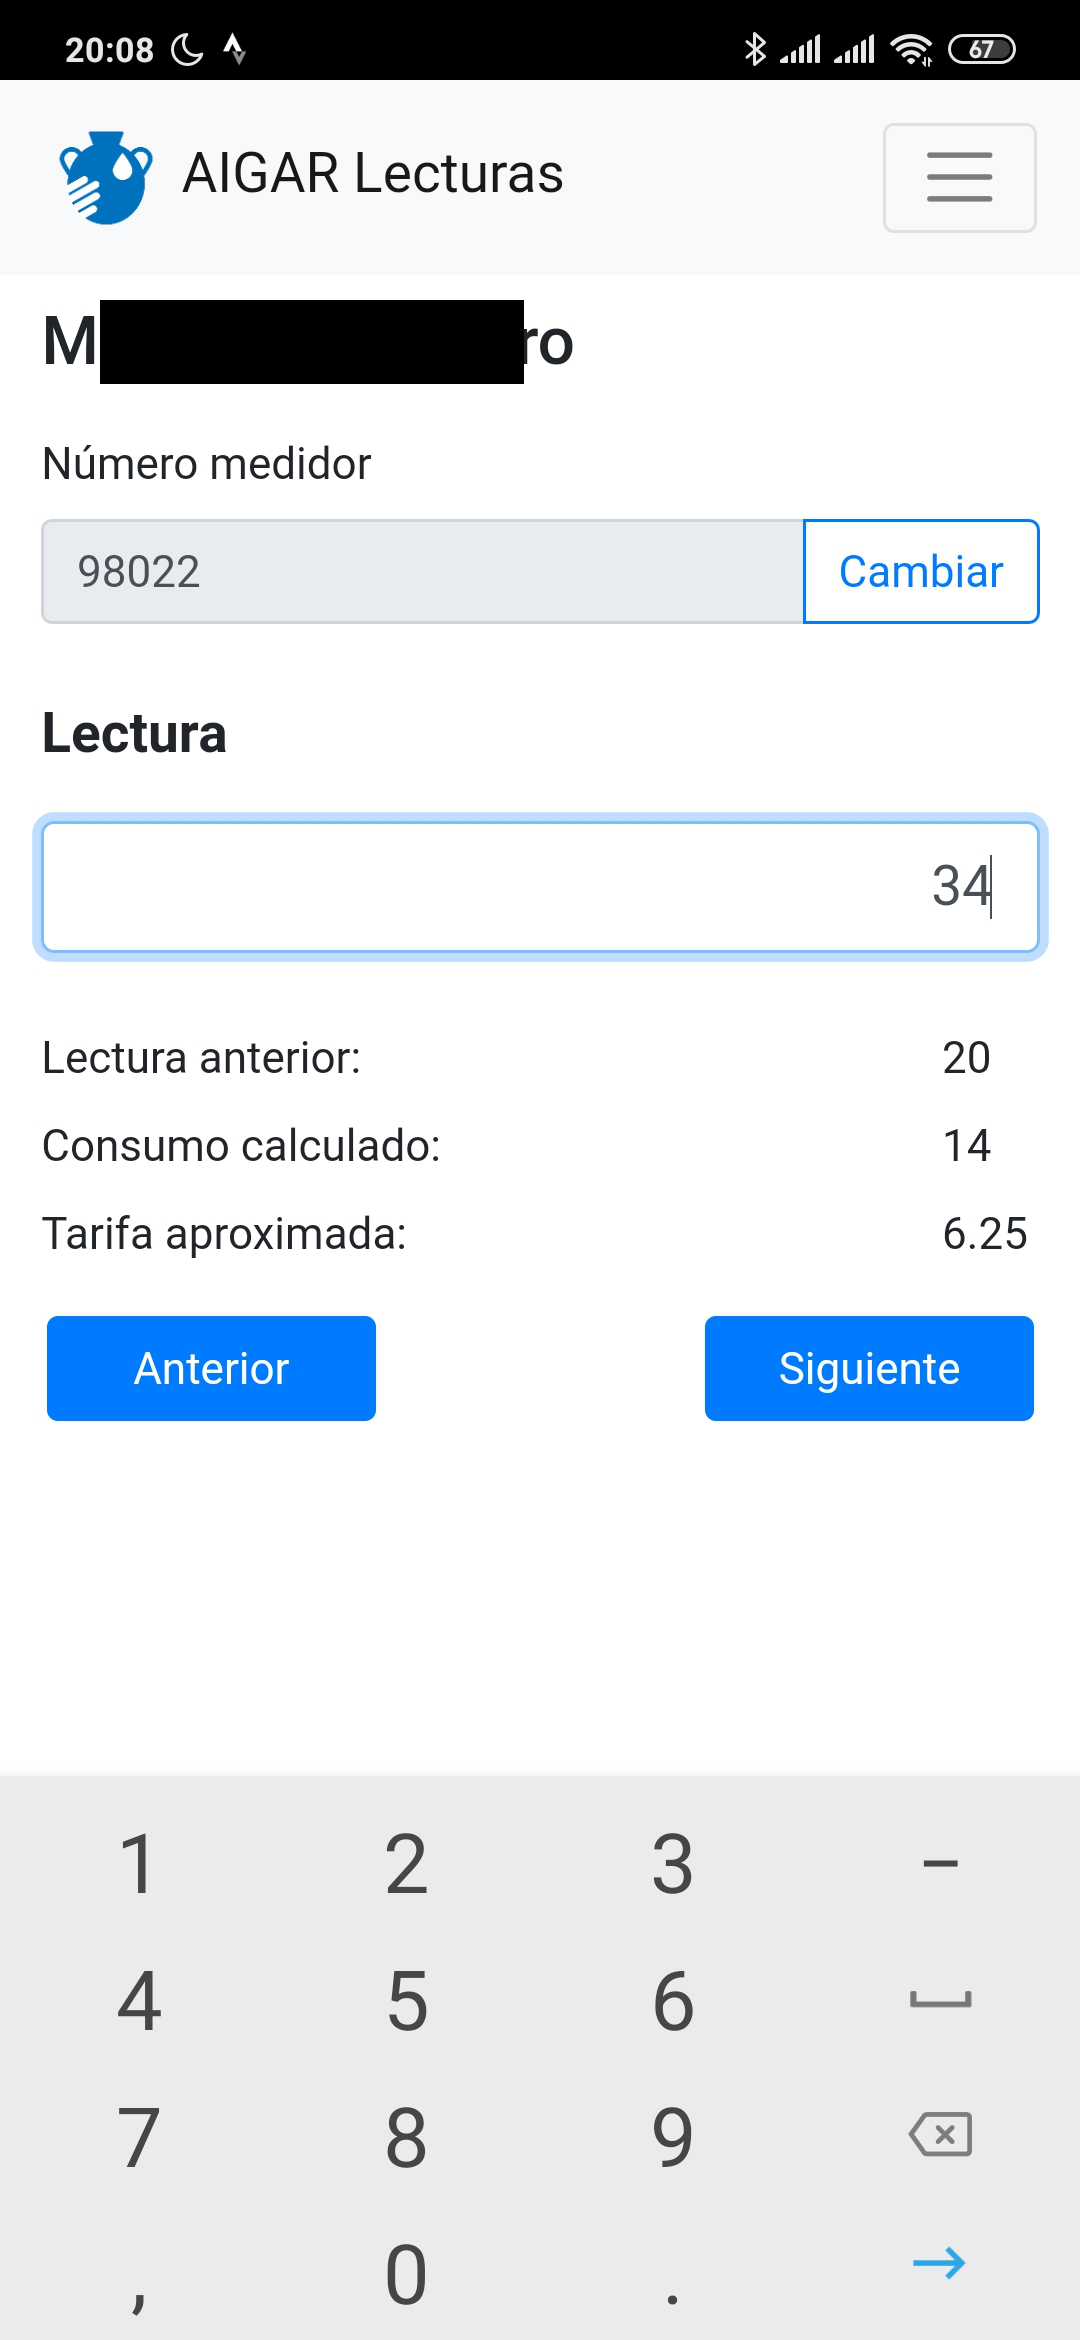 20:08 67
AIGAR Lecturas
M ro
Número medidor
98022 Cambiar
Lectura
34
Lectura anterior: 20
Consumo calculado: 14
Tarifa aproximada: 6.25
Anterior Siguiente
1 2 3 −
4 5 6
7 8 9
, 0 .